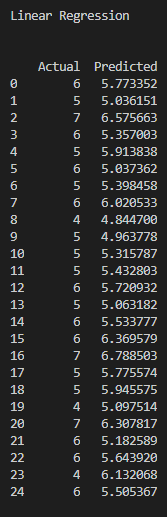 Linear Regression
Actual Predicted
0 6 5.773352
1 5 5.036151
2 7 6.575663
3 6 5.357003
4 5 5.913838
5 6 5.037362
6 5 5.398458
7 6 6.020533
8 4 4.844700
9 5 4.963778
10 5 5.315787
11 5 5.432803
12 6 5.720932
13 5 5.063182
14 6 5.533777
15 6 6.369579
16 7 6.788503
17 5 5.775574
18 5 5.945575
19 4 5.097514
20 7 6.307817
21 6 5.182589
22 6 5.643920
23 4 6.132068
24 6 5.505367